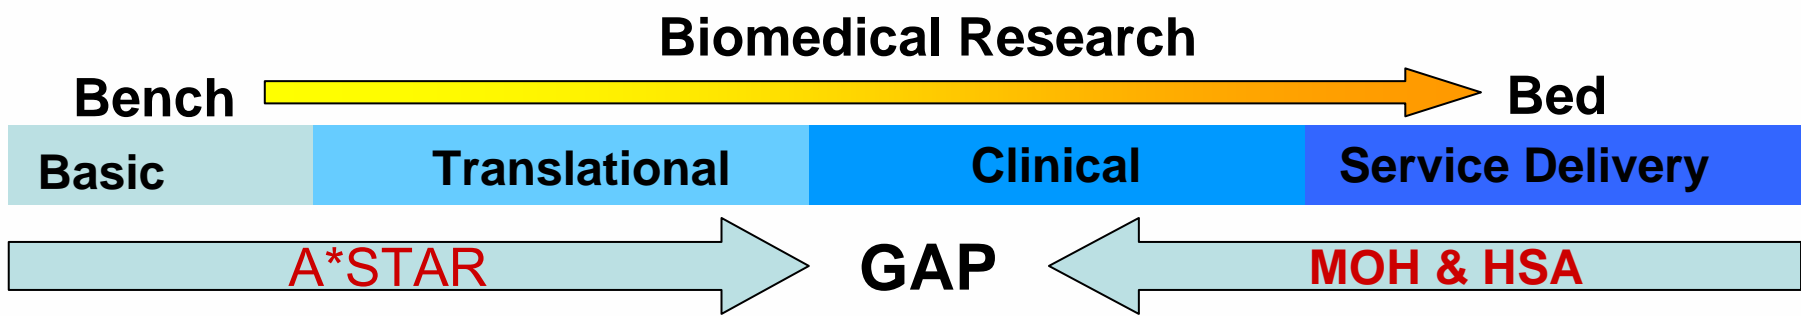 Biomedical Research
Bench Bed
Basic Translational Clinical Service Delivery
A*STAR GAP MOH & HSA